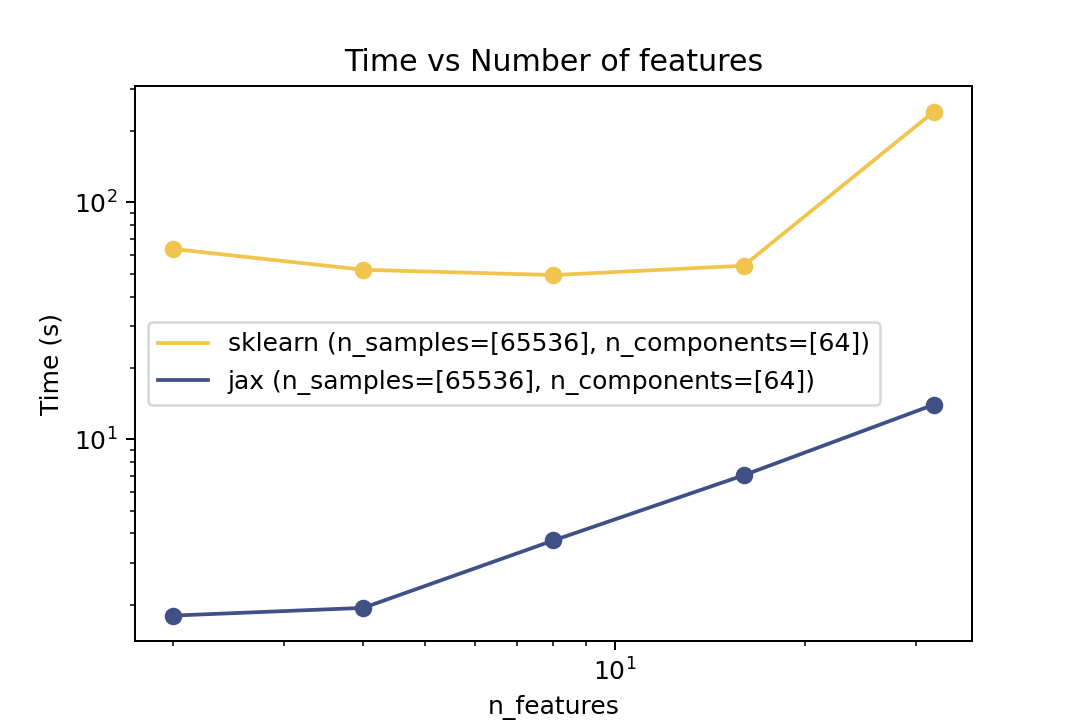 Time vs Number of features
10²
10¹
Time (s)
sklearn (n_samples=[65536], n_components=[64])
jax (n_samples=[65536], n_components=[64])
10¹
n_features